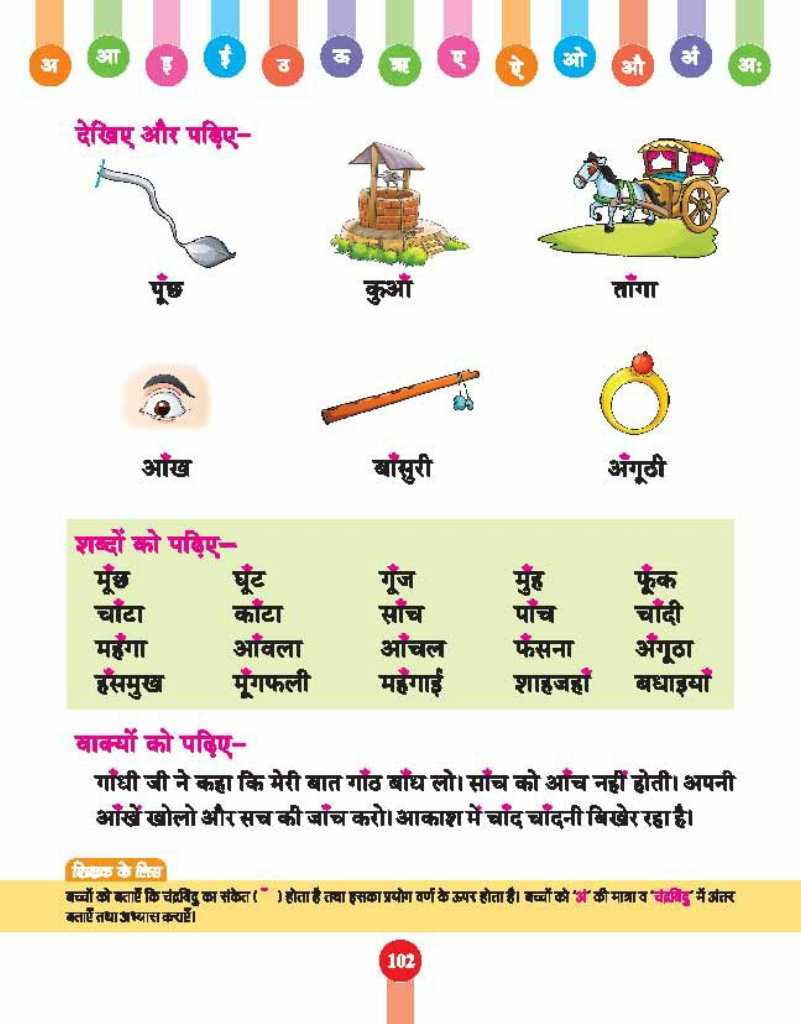 अ आ इ ई उ ऊ ऋ ए ऐ ओ औ अं अः
देखिए और पढ़िए–
पूँछ कुआँ ताँगा
आँख बाँसुरी अँगूठी
शब्दों को पढ़िए–
मूँछ घूँट गूँज मुँह फूँक
चाँटा काँटा साँच पाँच चाँदी
महँगा आँवला आँचल फँसना अँगूठा
हँसमुख मूँगफली महँगाई शाहजहाँ बधाइयाँ
वाक्यों को पढ़िए–
गाँधी जी ने कहा कि मेरी बात गाँठ बाँध लो। साँच को आँच नहीं होती। अपनी
आँखें खोलो और सच की जाँच करो। आकाश में चाँद चाँदनी बिखेर रहा है।
शिक्षक के लिए
बच्चों को बताएँ कि चंद्रबिंदु का संकेत ( ँ ) होता है तथा इसका प्रयोग वर्ण के ऊपर होता है। बच्चों को 'अं' की मात्रा व 'चंद्रबिंदु' में अंतर
बताएँ तथा अभ्यास कराएँ।
102